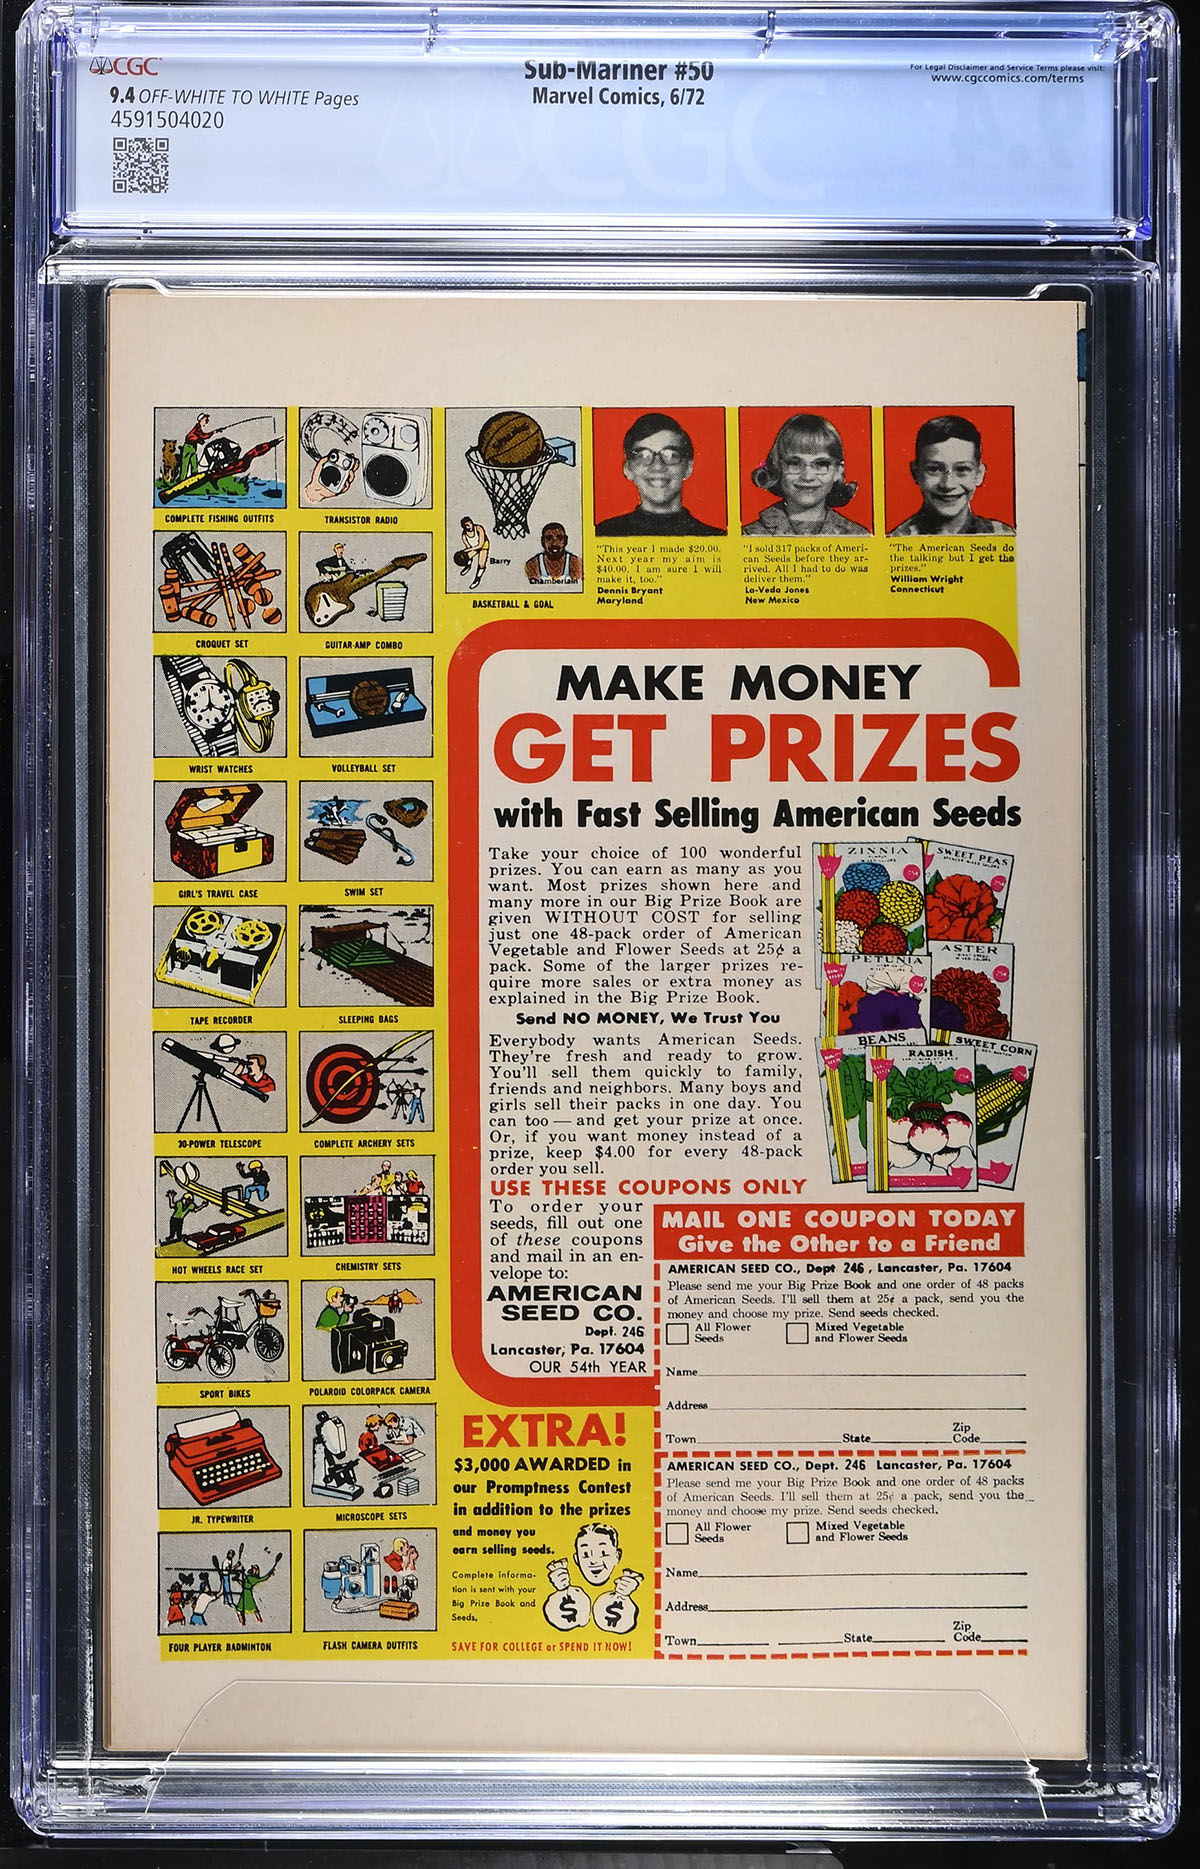 CGC
9.4 OFF-WHITE TO WHITE Pages
4591504020
Sub-Mariner #50
Marvel Comics, 6/72
For Legal Disclaimer and Service Terms please visit:
www.cgccomics.com/terms
COMPLETE FISHING OUTFITS
TRANSISTOR RADIO
CROQUET SET
GUITAR-AMP COMBO
WRIST WATCHES
VOLLEYBALL SET
GIRL'S TRAVEL CASE
SWIM SET
TAPE RECORDER
SLEEPING BAGS
30-POWER TELESCOPE
COMPLETE ARCHERY SETS
HOT WHEELS RACE SET
CHEMISTRY SETS
SPORT BIKES
POLAROID COLORPACK CAMERA
JR. TYPEWRITER
MICROSCOPE SETS
FOUR PLAYER BADMINTON
FLASH CAMERA OUTFITS
Barry
Chamberlain
BASKETBALL & GOAL
"This year I made $20.00.
Next year my aim is
$40.00. I am sure I will
make it, too."
Dennis Bryant
Maryland
"I sold 317 packs of Ameri-
can Seeds before they ar-
rived. All I had to do was
deliver them."
La-Veda Jones
New Mexico
"The American Seeds do
the talking but I get the
prizes."
William Wright
Connecticut
MAKE MONEY
GET PRIZES
with Fast Selling American Seeds
Take your choice of 100 wonderful
prizes. You can earn as many as you
want. Most prizes shown here and
many more in our Big Prize Book are
given WITHOUT COST for selling
just one 48-pack order of American
Vegetable and Flower Seeds at 25¢ a
pack. Some of the larger prizes re-
quire more sales or extra money as
explained in the Big Prize Book.
Send NO MONEY, We Trust You
Everybody wants American Seeds.
They're fresh and ready to grow.
You'll sell them quickly to family,
friends and neighbors. Many boys and
girls sell their packs in one day. You
can too — and get your prize at once.
Or, if you want money instead of a
prize, keep $4.00 for every 48-pack
order you sell.
ZINNIA
SWEET PEAS
PETUNIA
ASTER
BEANS
RADISH
SWEET CORN
USE THESE COUPONS ONLY
To order your
seeds, fill out one
of these coupons
and mail in an en-
velope to:
AMERICAN
SEED CO.
Dept. 246
Lancaster, Pa. 17604
OUR 54th YEAR
EXTRA!
$3,000 AWARDED in
our Promptness Contest
in addition to the prizes
and money you
earn selling seeds.
Complete informa-
tion is sent with your
Big Prize Book and
Seeds.
$ $
SAVE FOR COLLEGE or SPEND IT NOW!
MAIL ONE COUPON TODAY
Give the Other to a Friend
AMERICAN SEED CO., Dept 246, Lancaster, Pa. 17604
Please send me your Big Prize Book and one order of 48 packs
of American Seeds. I'll sell them at 25¢ a pack, send you the
money and choose my prize. Send seeds checked.
All Flower Seeds
Mixed Vegetable and Flower Seeds
Name
Address
Town State Zip Code
AMERICAN SEED CO., Dept. 246 Lancaster, Pa. 17604
Please send me your Big Prize Book and one order of 48 packs
of American Seeds. I'll sell them at 25¢ a pack, send you the
money and choose my prize. Send seeds checked.
All Flower Seeds
Mixed Vegetable and Flower Seeds
Name
Address
Town State Zip Code